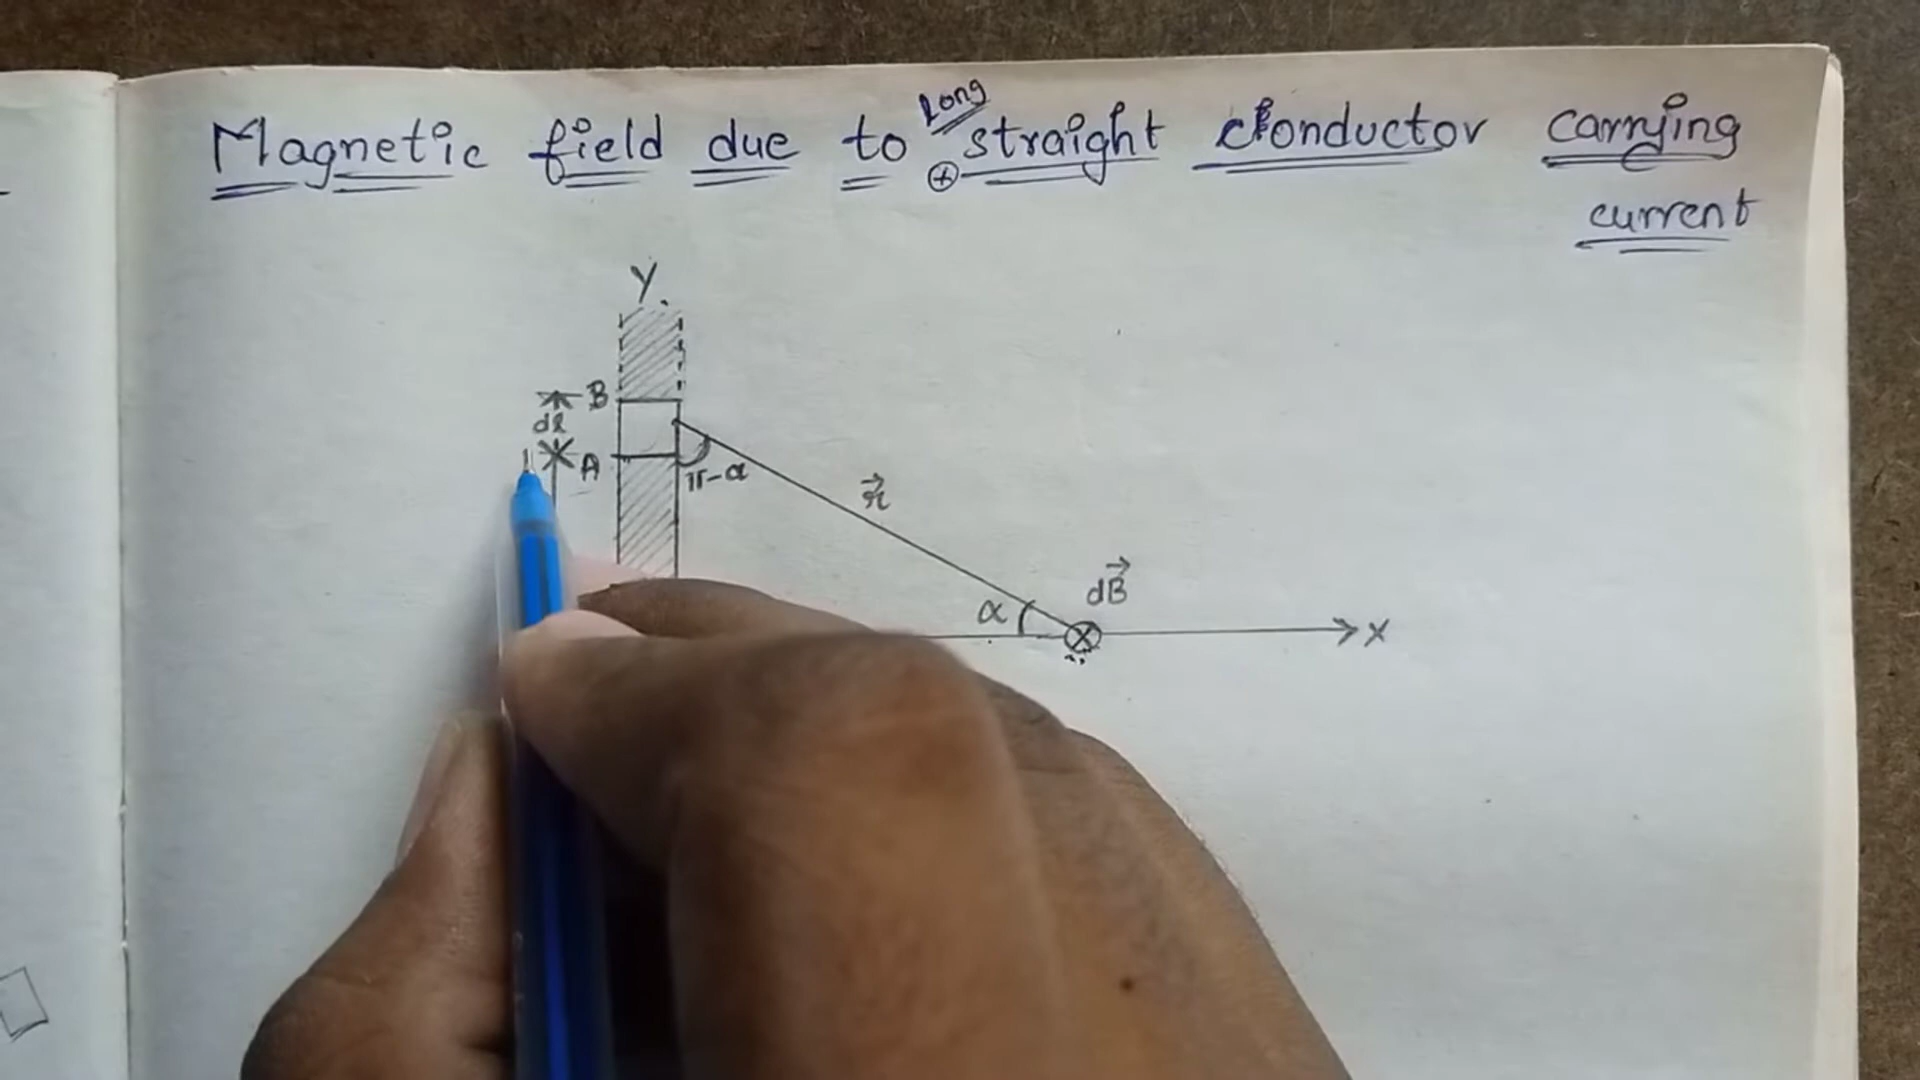 Long
Magnetic field due to straight conductor carrying
current
Y
B
dl
A
π-α
r⃗
dB⃗
α
X